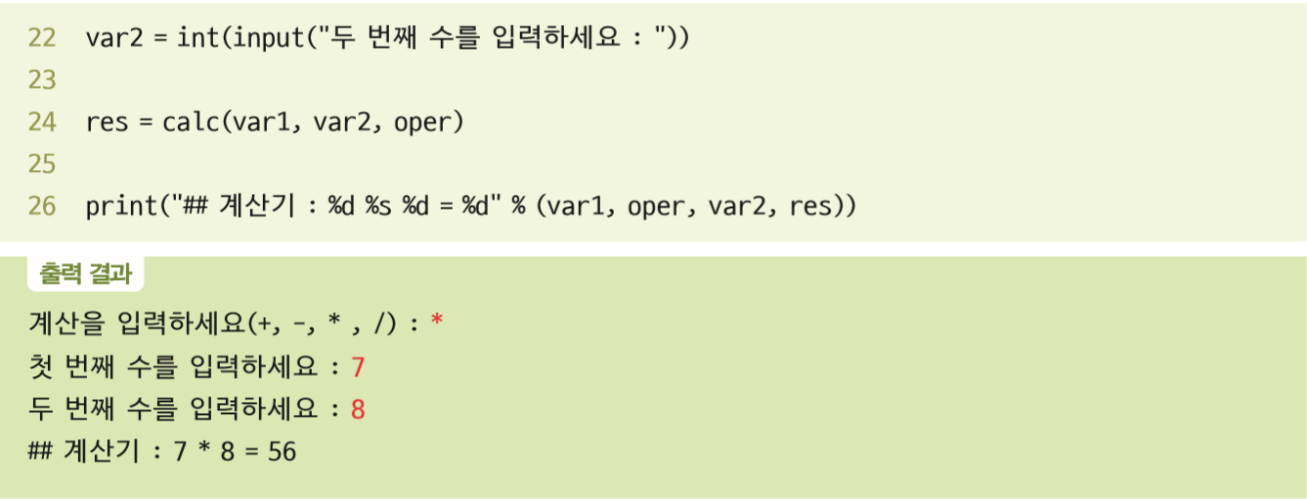 22 var2 = int(input("두 번째 수를 입력하세요 : "))
23
24 res = calc(var1, var2, oper)
25
26 print("## 계산기 : %d %s %d = %d" % (var1, oper, var2, res))
출력 결과
계산을 입력하세요(+, -, * , /) : *
첫 번째 수를 입력하세요 : 7
두 번째 수를 입력하세요 : 8
## 계산기 : 7 * 8 = 56